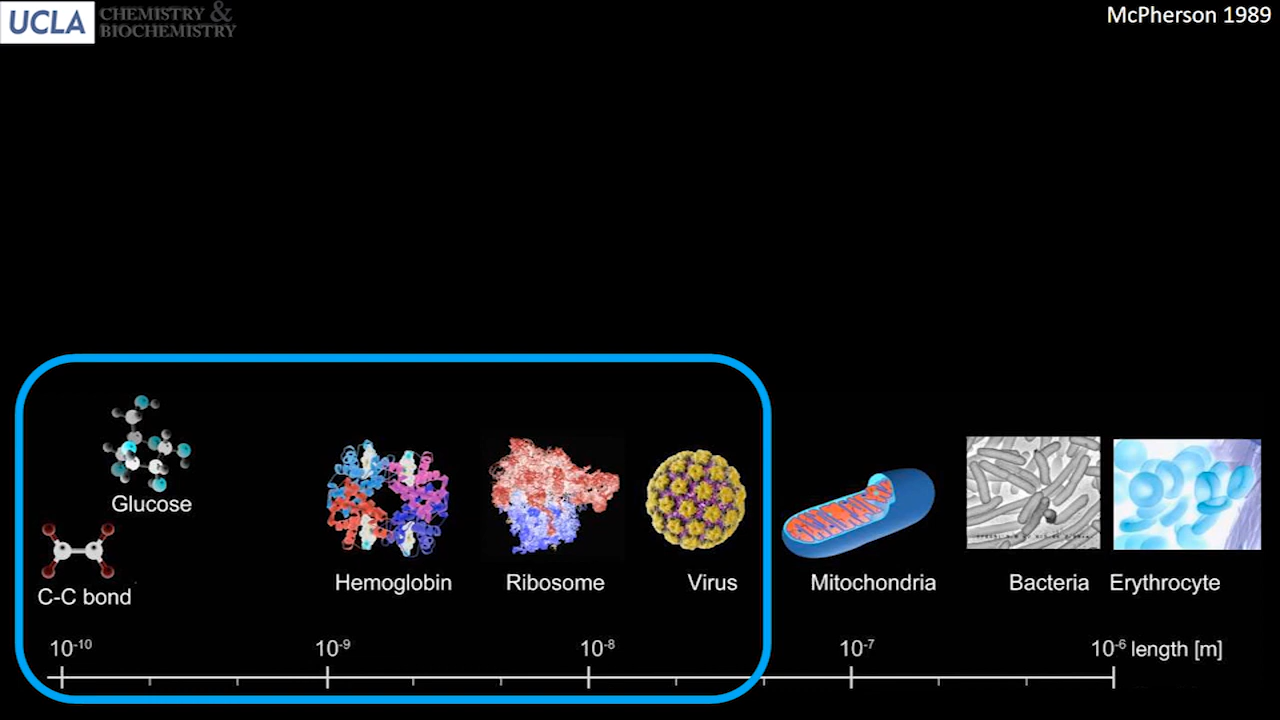 UCLA CHEMISTRY & BIOCHEMISTRY
McPherson 1989
Glucose
C-C bond
Hemoglobin
Ribosome
Virus
Mitochondria
Bacteria
Erythrocyte
10⁻¹⁰
10⁻⁹
10⁻⁸
10⁻⁷
10⁻⁶ length [m]